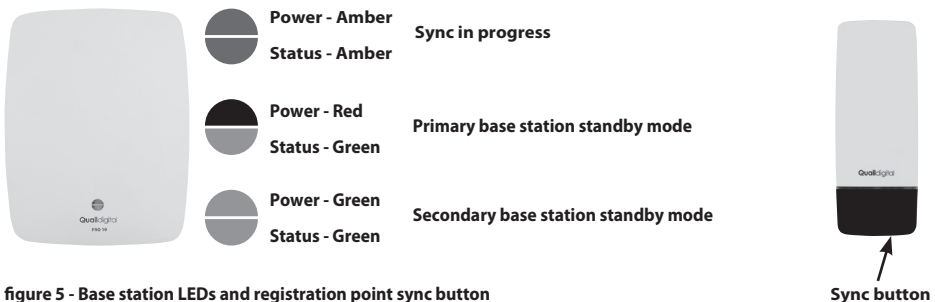 Power - Amber
Status - Amber
Sync in progress
Power - Red
Status - Green
Primary base station standby mode
Power - Green
Status - Green
Secondary base station standby mode
Qualldigital
Qualldigital
figure 5 - Base station LEDs and registration point sync button
Sync button